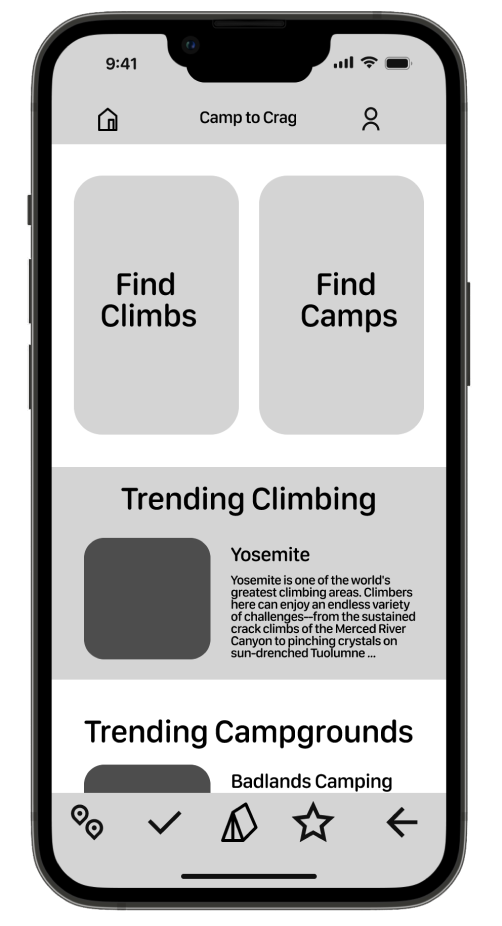 9:41
Camp to Crag
Find
Climbs
Find
Camps
Trending Climbing
Yosemite
Yosemite is one of the world's
greatest climbing areas. Climbers
here can enjoy an endless variety
of challenges—from the sustained
crack climbs of the Merced River
Canyon to pinching crystals on
sun-drenched Tuolumne ...
Trending Campgrounds
Badlands Camping